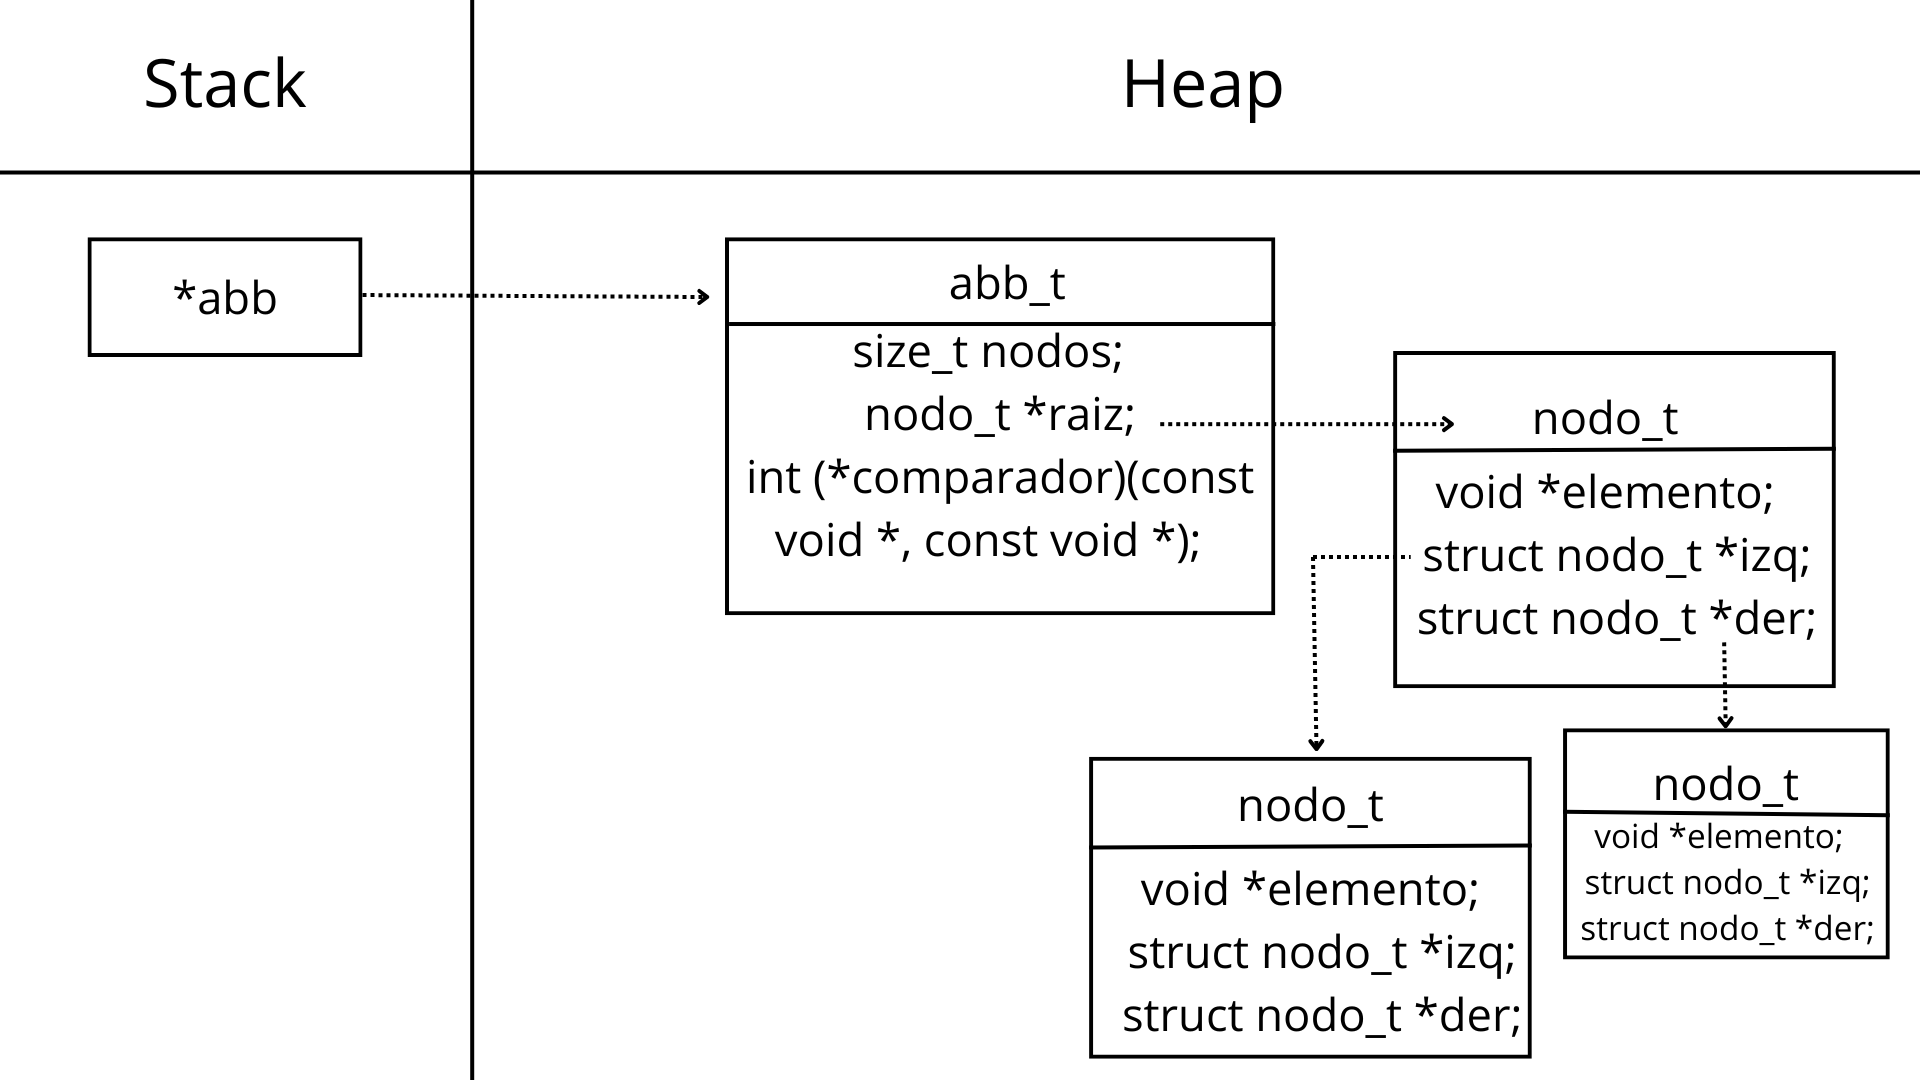 Stack
Heap
*abb
abb_t
size_t nodos;
nodo_t *raiz;
int (*comparador)(const
void *, const void *);
nodo_t
void *elemento;
struct nodo_t *izq;
struct nodo_t *der;
nodo_t
void *elemento;
struct nodo_t *izq;
struct nodo_t *der;
nodo_t
void *elemento;
struct nodo_t *izq;
struct nodo_t *der;